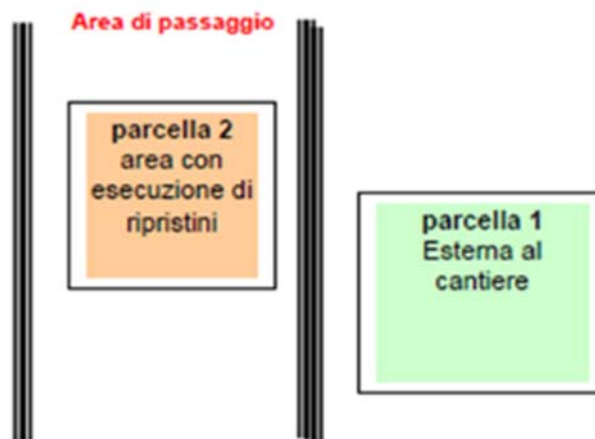 Area di passaggio
parcella 2
area con
esecuzione di
ripristini
parcella 1
Esterna al
cantiere